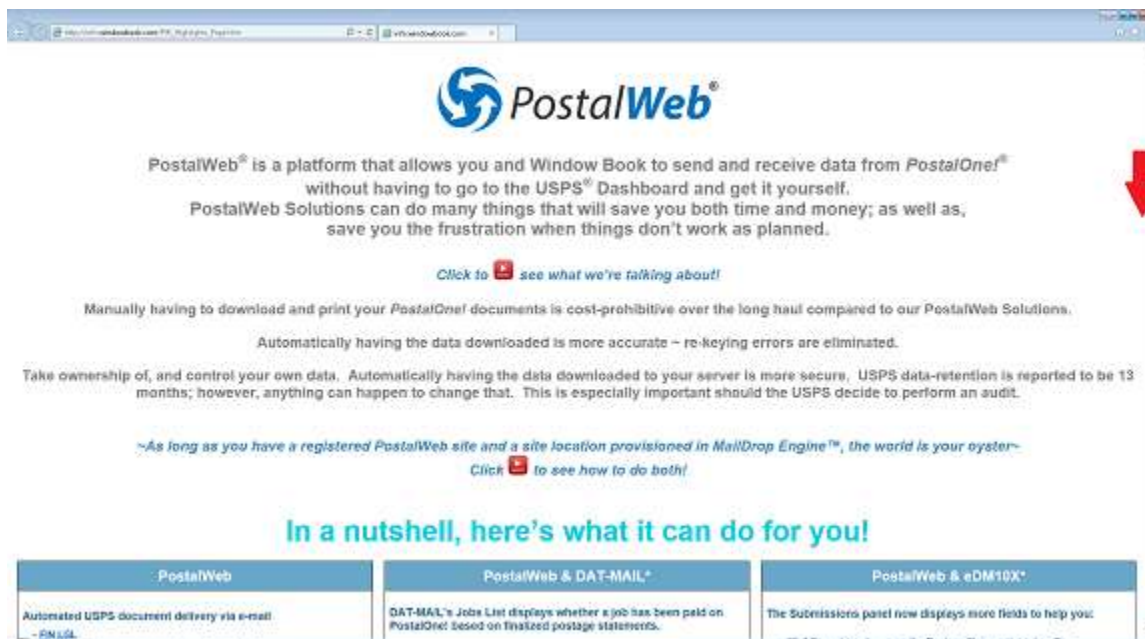 PostalWeb®
PostalWeb® is a platform that allows you and Window Book to send and receive data from PostalOne!®
without having to go to the USPS® Dashboard and get it yourself.
PostalWeb Solutions can do many things that will save you both time and money; as well as,
save you the frustration when things don't work as planned.
Click to see what we're talking about!
Manually having to download and print your PostalOne! documents is cost-prohibitive over the long haul compared to our PostalWeb Solutions.
Automatically having the data downloaded is more accurate ~ re-keying errors are eliminated.
Take ownership of, and control your own data. Automatically having the data downloaded to your server is more secure. USPS data-retention is reported to be 13
months; however, anything can happen to change that. This is especially important should the USPS decide to perform an audit.
~As long as you have a registered PostalWeb site and a site location provisioned in MailDrop Engine™, the world is your oyster~
Click to see how to do both!
In a nutshell, here's what it can do for you!
PostalWeb
PostalWeb & DAT-MAIL*
PostalWeb & eDM10X*
Automated USPS document delivery via e-mail
DAT-MAIL's Jobs List displays whether a job has been paid on
PostalOne! based on finalized postage statements.
The Submissions panel now displays more fields to help you: